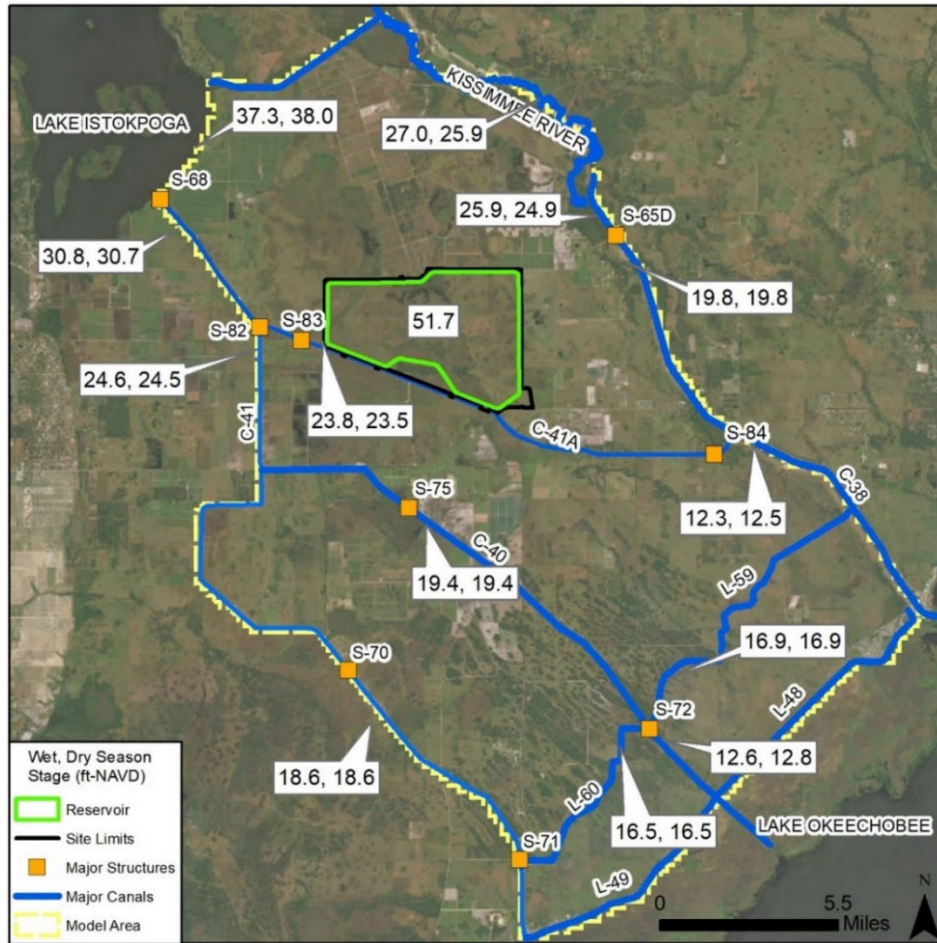 KISSIMMEE RIVER
LAKE ISTOKPOGA
37.3, 38.0
27.0, 25.9
S-68
25.9, 24.9
S-65D
30.8, 30.7
19.8, 19.8
S-82
S-83
51.7
24.6, 24.5
23.8, 23.5
C-41
C-41A
S-84
C-38
S-75
12.3, 12.5
C-40
19.4, 19.4
L-59
16.9, 16.9
S-70
L-48
S-72
18.6, 18.6
12.6, 12.8
L-60
16.5, 16.5
LAKE OKEECHOBEE
S-71
L-49
Wet, Dry Season
Stage (ft-NAVD)
Reservoir
Site Limits
Major Structures
Major Canals
Model Area
N
0
5.5
Miles